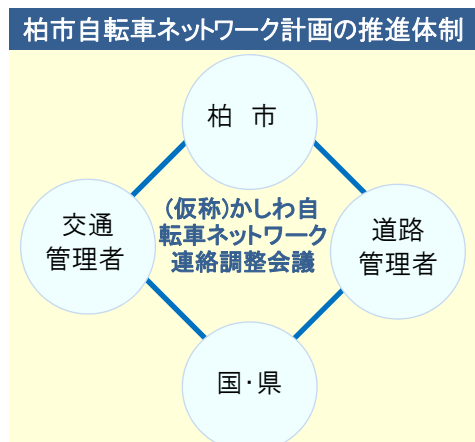 柏市自転車ネットワーク計画の推進体制
柏 市
(仮称)かしわ自
転車ネットワーク
連絡調整会議
交通
管理者
道路
管理者
国・県